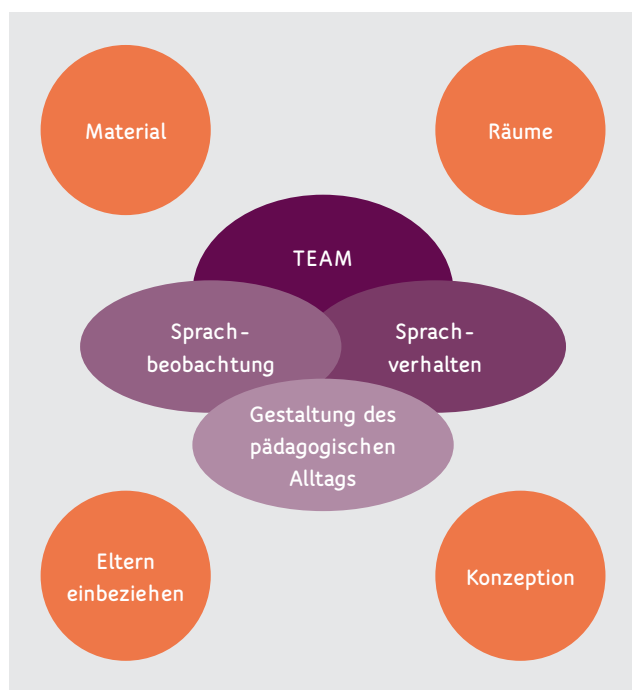 Material
Räume
TEAM
Sprach-
beobachtung
Sprach-
verhalten
Gestaltung des
pädagogischen
Alltags
Eltern
einbeziehen
Konzeption